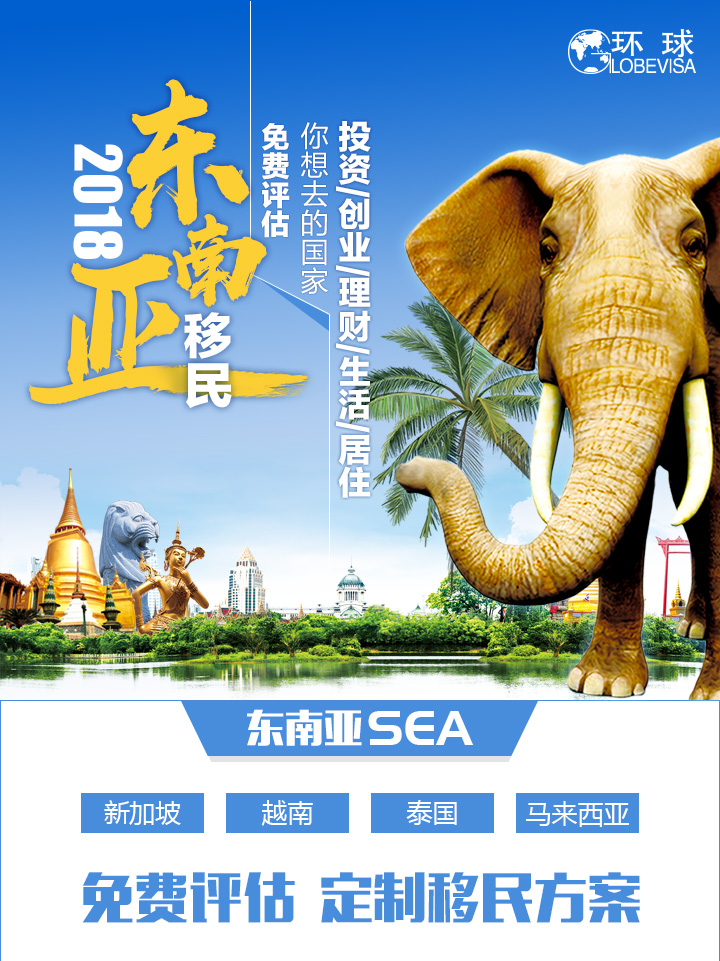 环球
GLOBEVISA
2018
东南亚
移民
免费评估
你想去的国家
投资/创业/理财/生活/居住
东南亚SEA
新加坡
越南
泰国
马来西亚
免费评估 定制移民方案